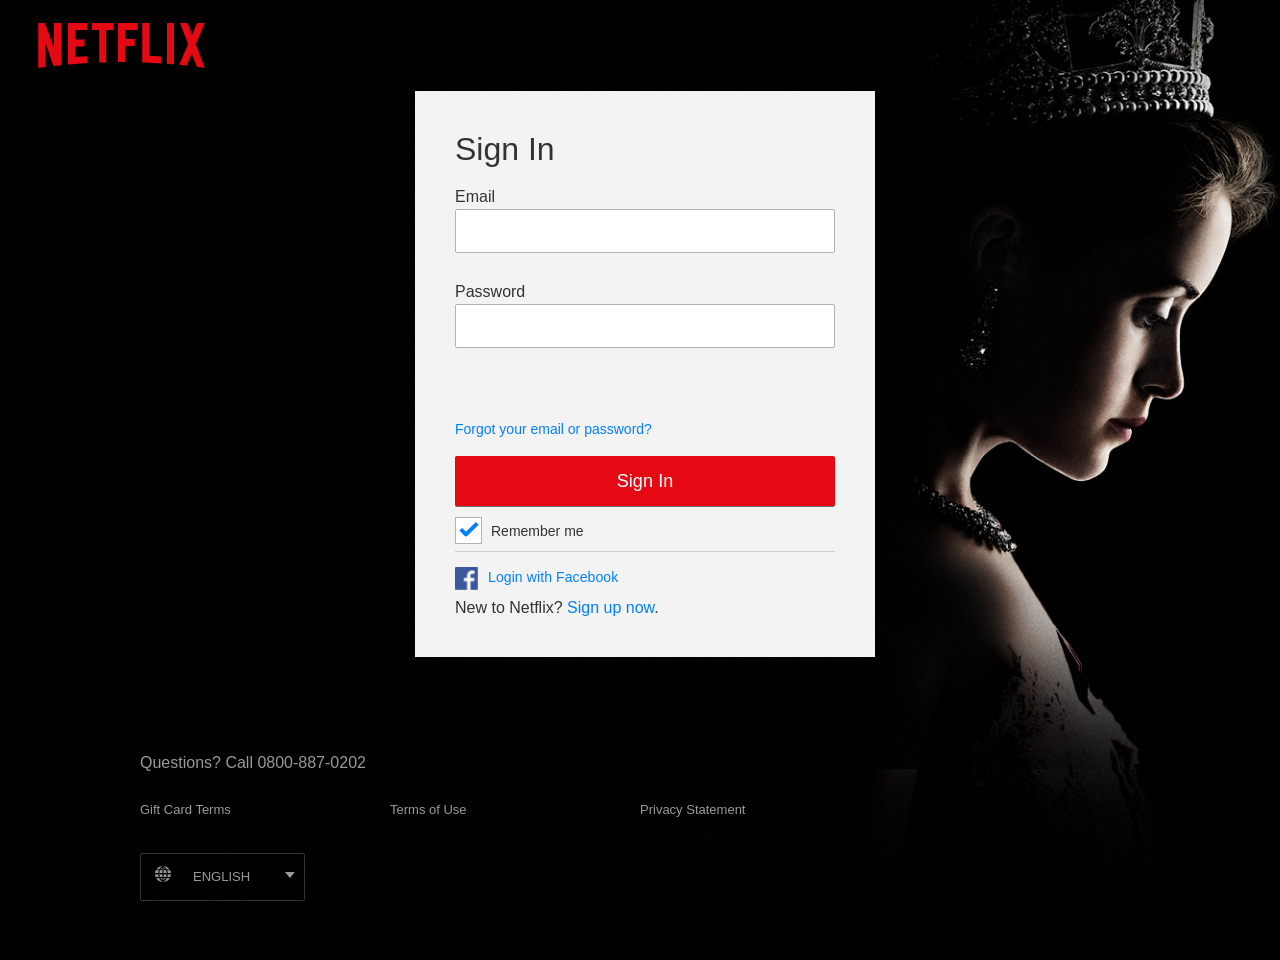 NETFLIX
Sign In
Email
Password
Forgot your email or password?
Sign In
Remember me
Login with Facebook
New to Netflix? Sign up now.
Questions? Call 0800-887-0202
Gift Card Terms
Terms of Use
Privacy Statement
ENGLISH